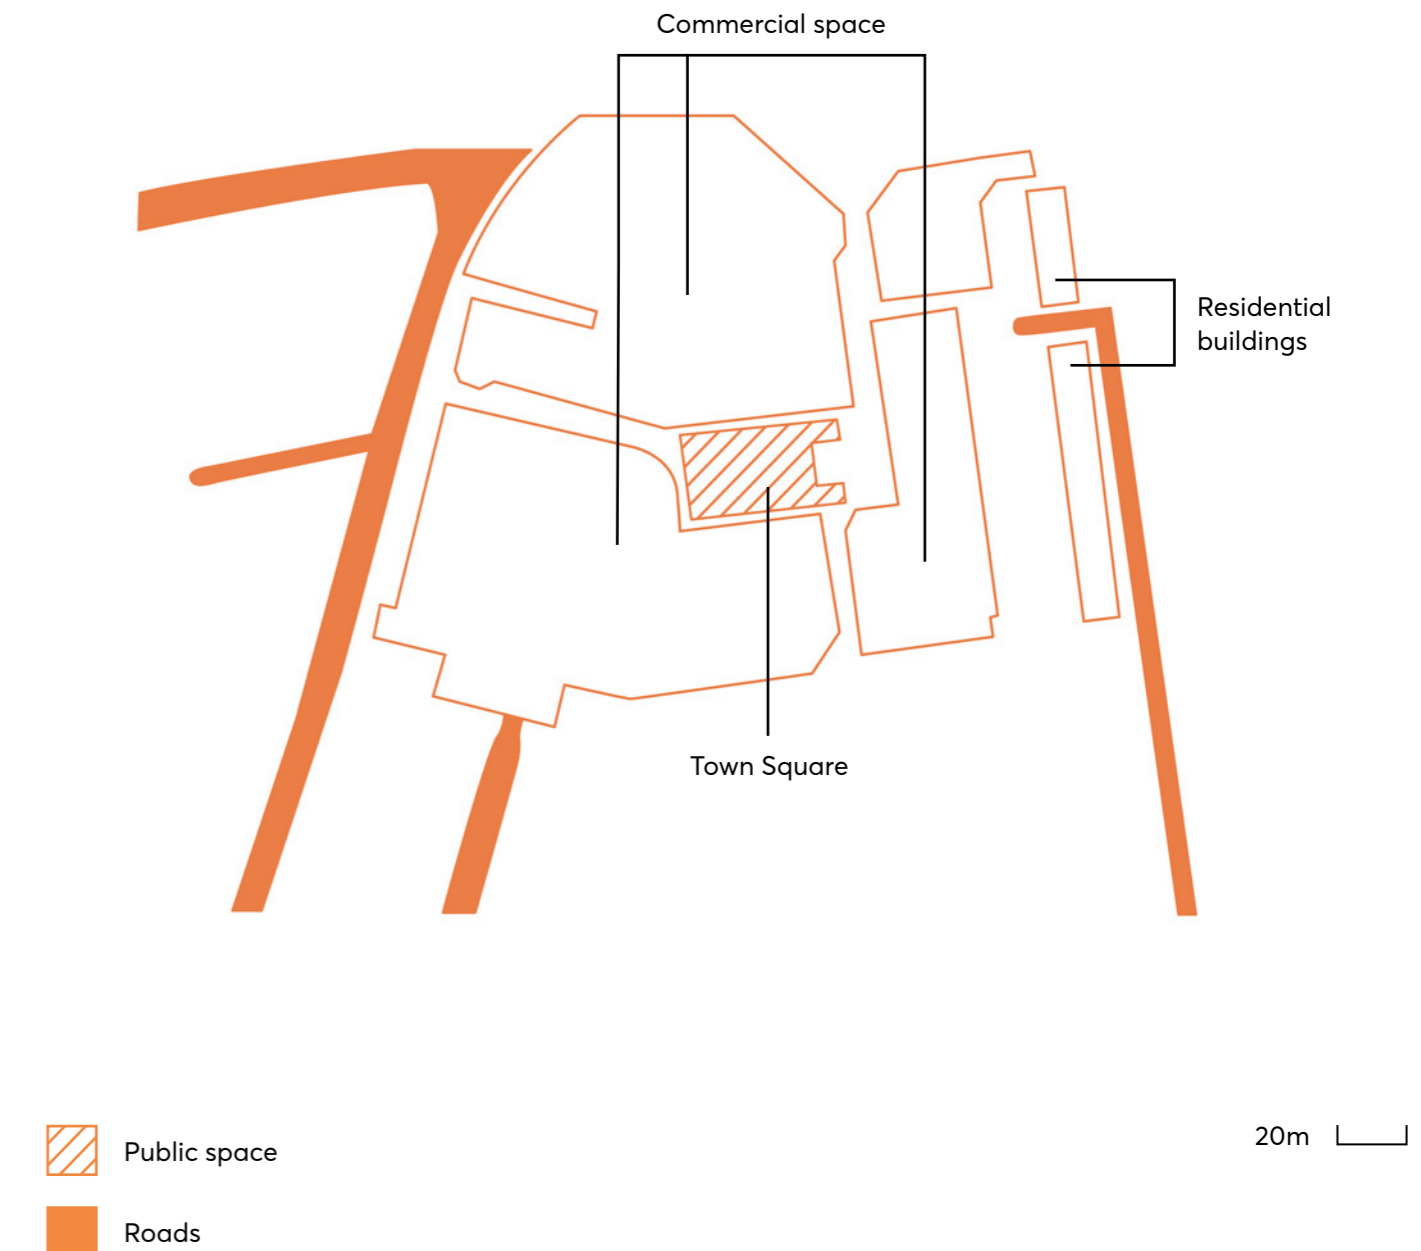 Commercial space
Residential
buildings
Town Square
20m
Public space
Roads